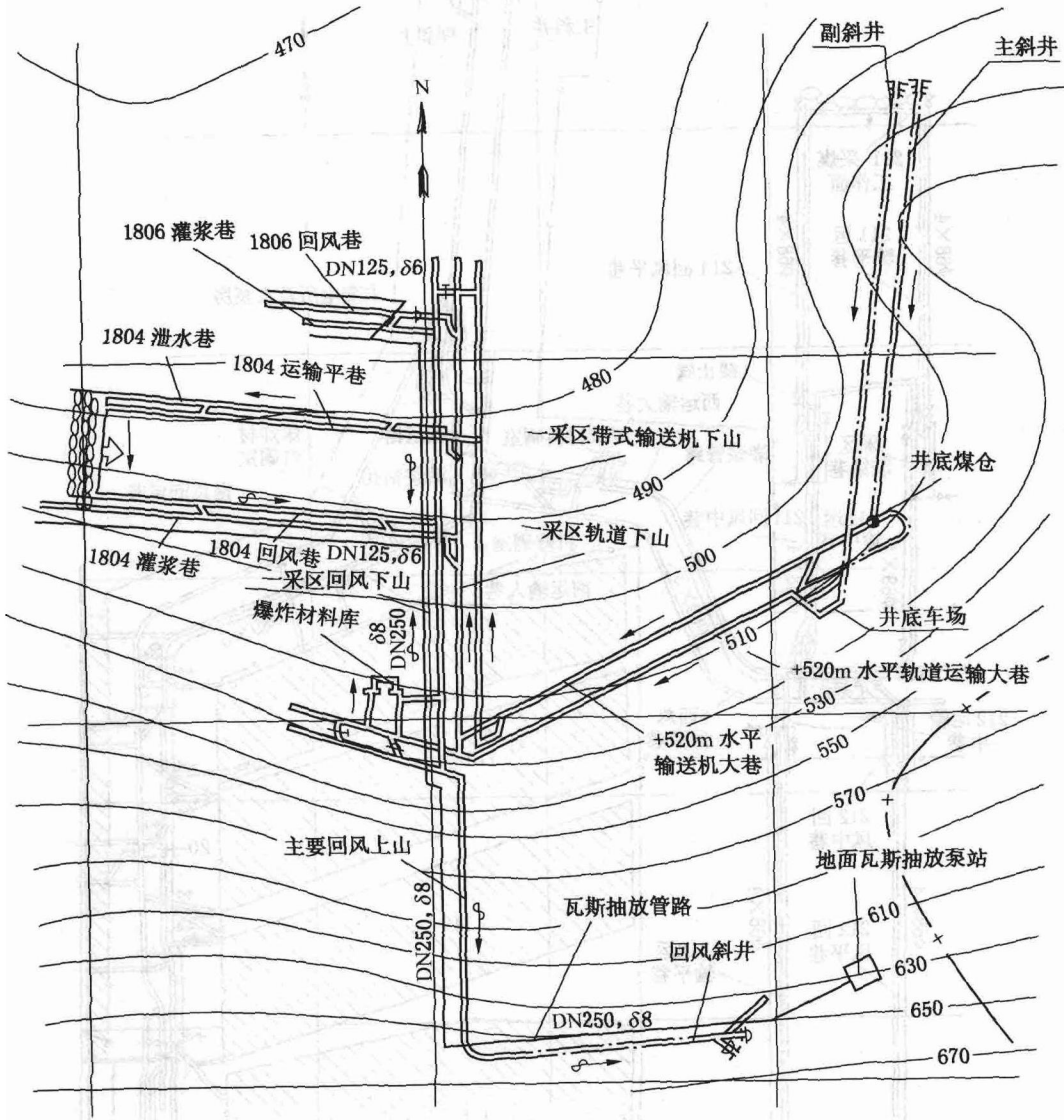 470
副斜井
主斜井
N
1806 灌浆巷
1806 回风巷
DN125, δ6
1804 泄水巷
1804 运输平巷
480
采区带式输送机下山
490
井底煤仓
采区轨道下山
500
1804 灌浆巷
1804 回风巷
DN125,δ6
采区回风下山
爆炸材料库
δ8
DN250
510
井底车场
+520m 水平轨道运输大巷
530
+520m 水平
输送机大巷
550
570
主要回风上山
地面瓦斯抽放泵站
瓦斯抽放管路
610
DN250, δ8
回风斜井
630
DN250, δ8
650
670